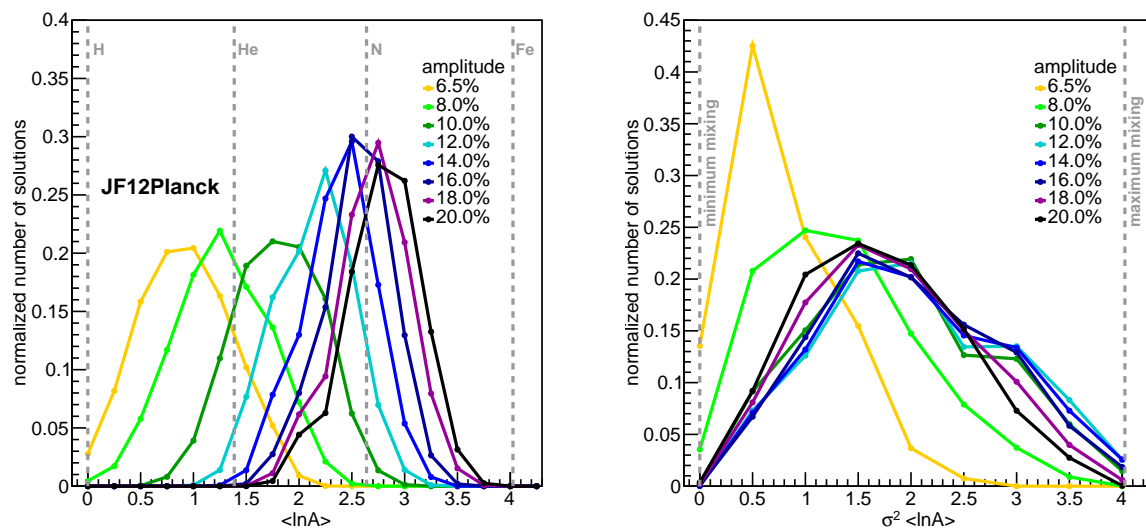 0.4
0.35
0.3
0.25
0.2
0.15
0.1
0.05
0
normalized number of solutions
H
He
N
Fe
JF12Planck
amplitude
6.5%
8.0%
10.0%
12.0%
14.0%
16.0%
18.0%
20.0%
0 0.5 1 1.5 2 2.5 3 3.5 4
<lnA>
0.45
0.4
0.35
0.3
0.25
0.2
0.15
0.1
0.05
0
normalized number of solutions
minimum mixing
maximum mixing
amplitude
6.5%
8.0%
10.0%
12.0%
14.0%
16.0%
18.0%
20.0%
0 0.5 1 1.5 2 2.5 3 3.5 4
σ² <lnA>